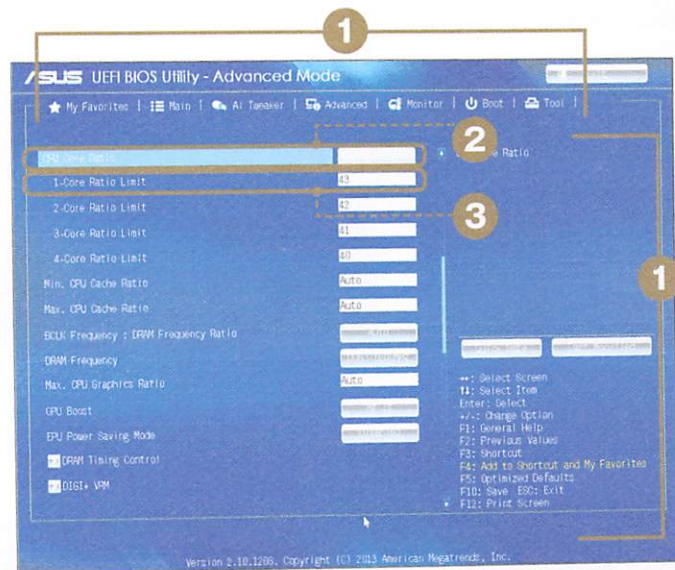 1
ASUS UEFI BIOS Utility - Advanced Mode
My Favorites | Main | Ai Tweaker | Advanced | Monitor | Boot | Tool |
2
CPU Core Ratio
Ratio
1-Core Ratio Limit 43
3
2-Core Ratio Limit 42
3-Core Ratio Limit 41
4-Core Ratio Limit 40
1
Min. CPU Cache Ratio Auto
Max. CPU Cache Ratio Auto
BCLK Frequency : DRAM Frequency Ratio
DRAM Frequency
Max. CPU Graphics Ratio Auto
GPU Boost
EPU Power Saving Mode
DRAM Timing Control
DIGI+ VRM
↔: Select Screen
↑↓: Select Item
Enter: Select
+/-: Change Option
F1: General Help
F2: Previous Values
F3: Shortcut
F4: Add to Shortcut and My Favorites
F5: Optimized Defaults
F10: Save ESC: Exit
F12: Print Screen
Version 2.10.1206. Copyright (C) 2013 American Megatrends, Inc.